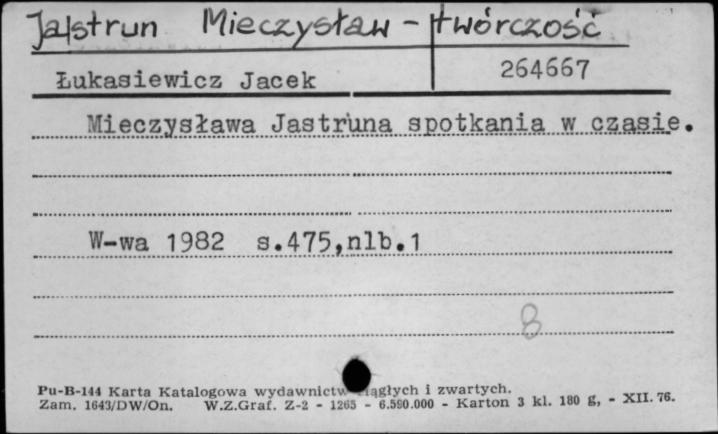 Jastrun Mieczysław - twórczość
Łukasiewicz Jacek 264667
Mieczysława Jastruna spotkania w czasie.
W-wa 1982 s.475,nlb.1
8
Pu-B-144 Karta Katalogowa wydawnictw ciągłych i zwartych.
Zam. 1643/DW/On. W.Z.Graf. Z-2 - 1265 - 6.590.000 - Karton 3 kl. 180 g, - XII. 76.